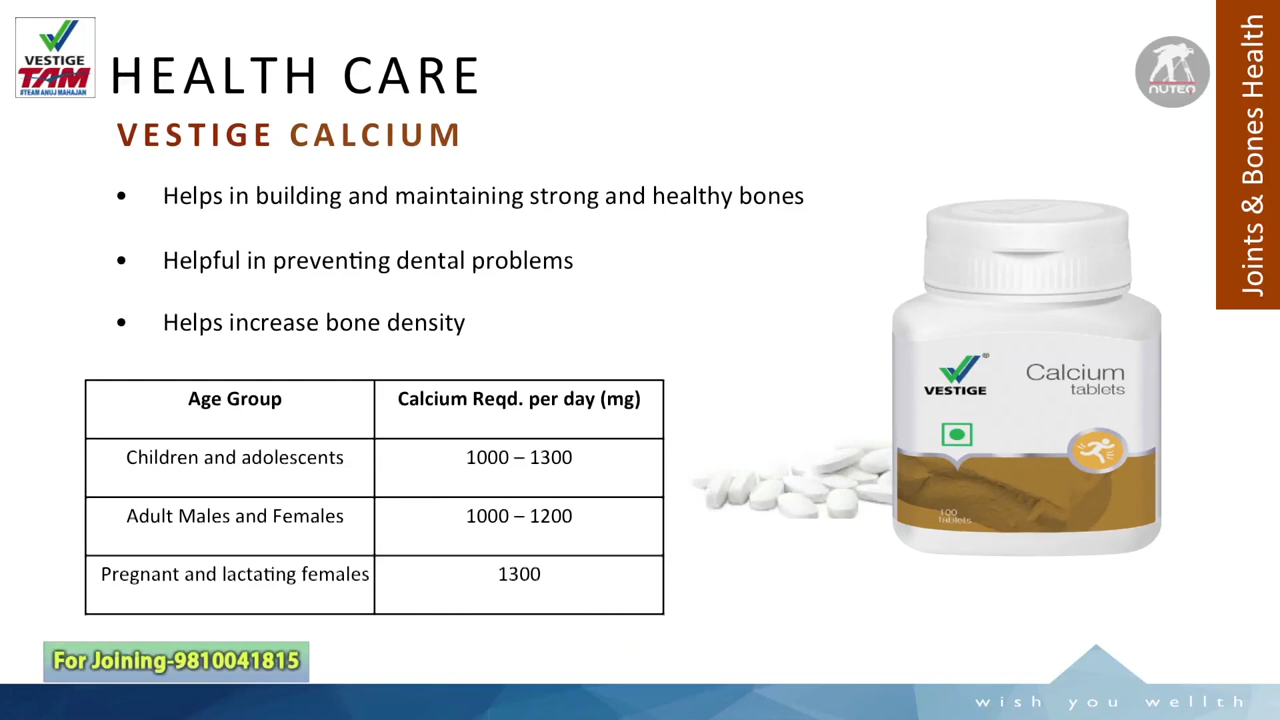 VESTIGE
TAM
#TEAM ANUJ MAHAJAN
HEALTH CARE
VESTIGE CALCIUM
NUTEQ
Joints & Bones Health
• Helps in building and maintaining strong and healthy bones
• Helpful in preventing dental problems
• Helps increase bone density
Age Group Calcium Reqd. per day (mg)
Children and adolescents 1000 – 1300
Adult Males and Females 1000 – 1200
Pregnant and lactating females 1300
VESTIGE
Calcium
tablets
100
Tablets
For Joining-9810041815
wish you wellth